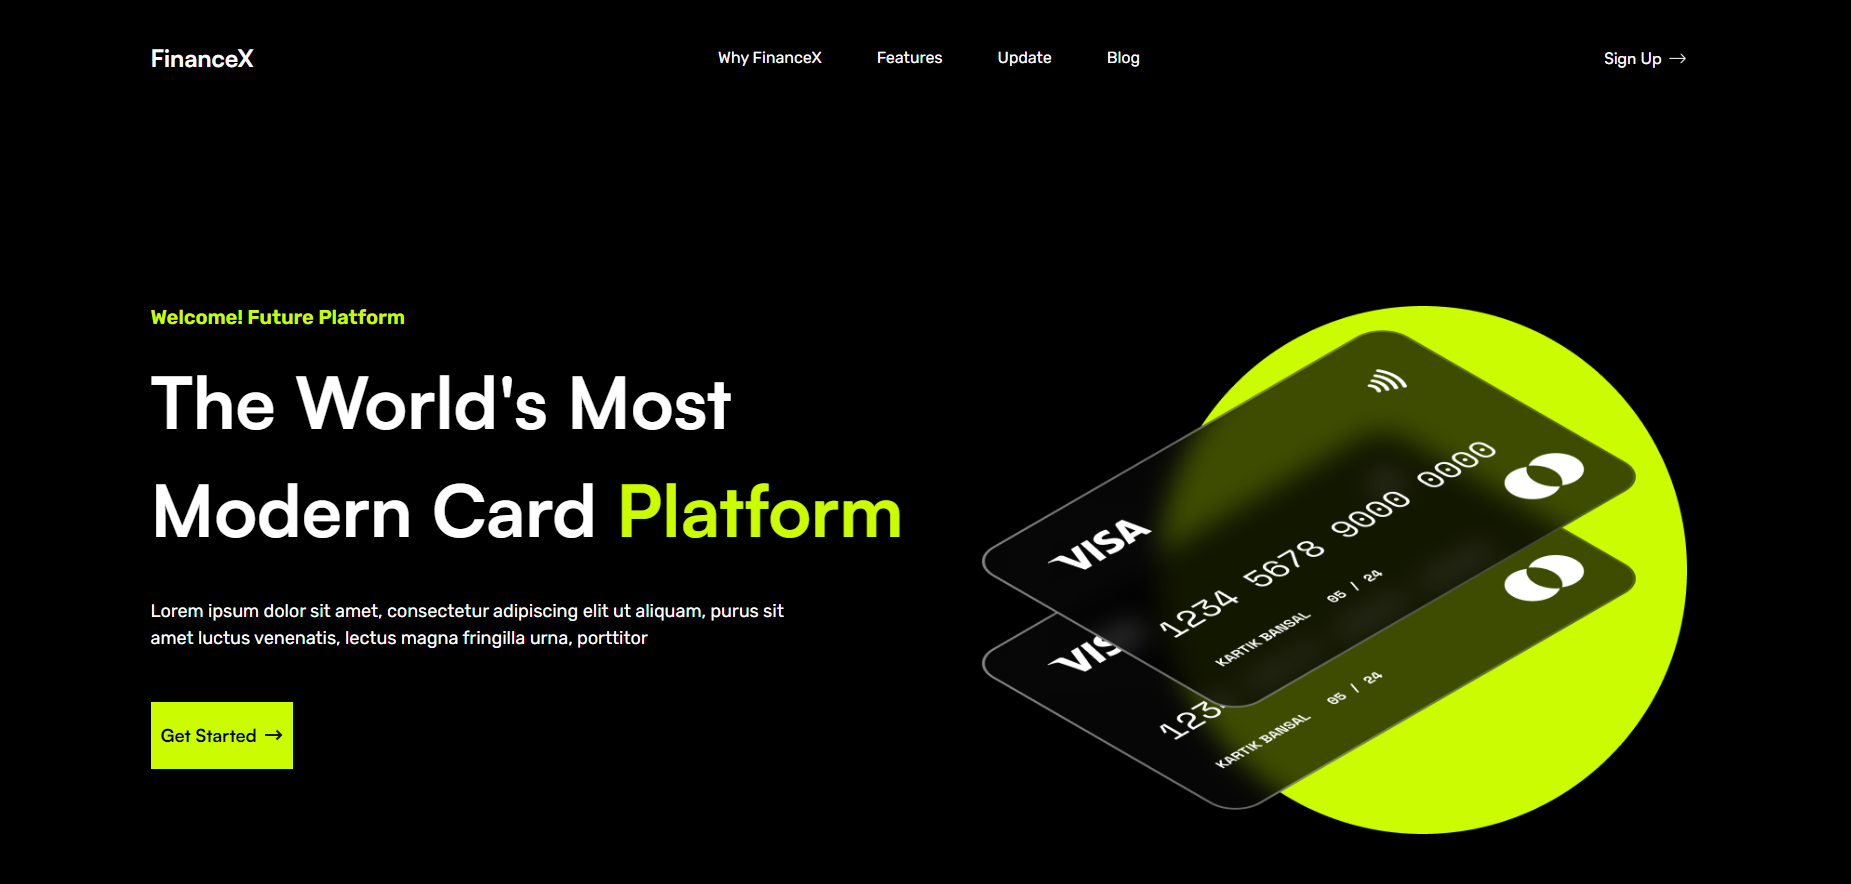 FinanceX
Why FinanceX
Features
Update
Blog
Sign Up →
Welcome! Future Platform
The World's Most
Modern Card Platform
Lorem ipsum dolor sit amet, consectetur adipiscing elit ut aliquam, purus sit
amet luctus venenatis, lectus magna fringilla urna, porttitor
Get Started →
VISA
1234 5678 9000 0000
KARTIK BANSAL 05 / 24
VIS
123
KARTIK BANSAL 05 / 24